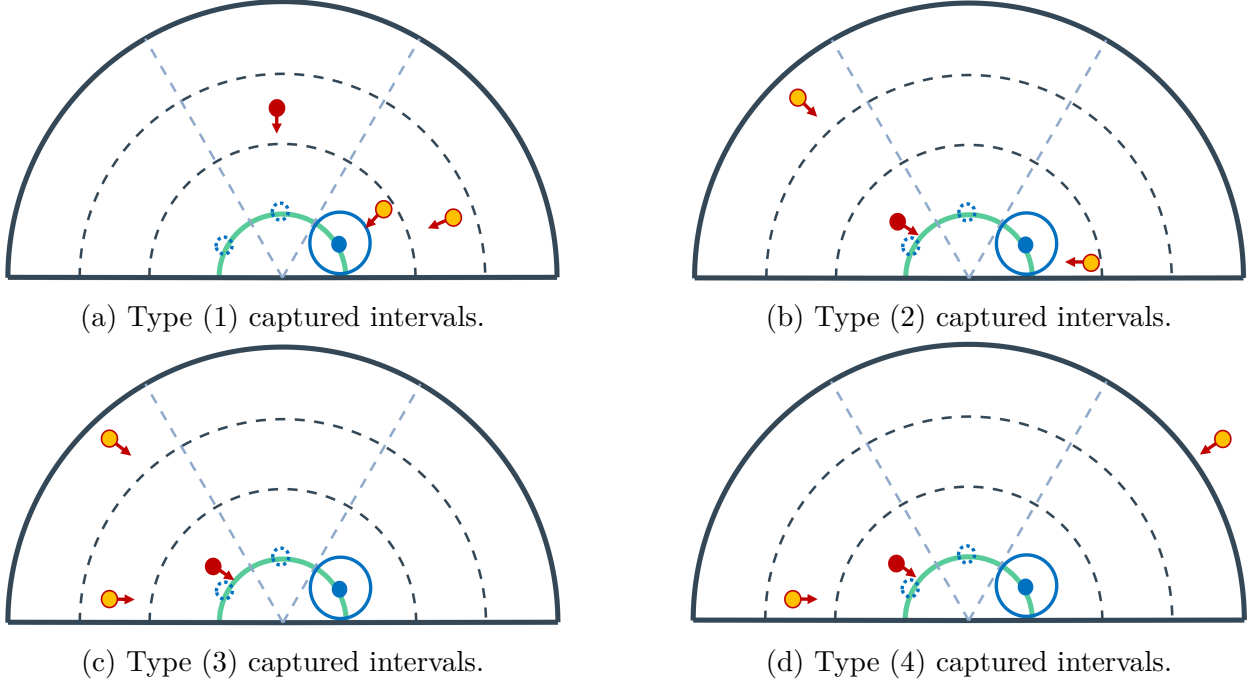 (a) Type (1) captured intervals.
(b) Type (2) captured intervals.
(c) Type (3) captured intervals.
(d) Type (4) captured intervals.